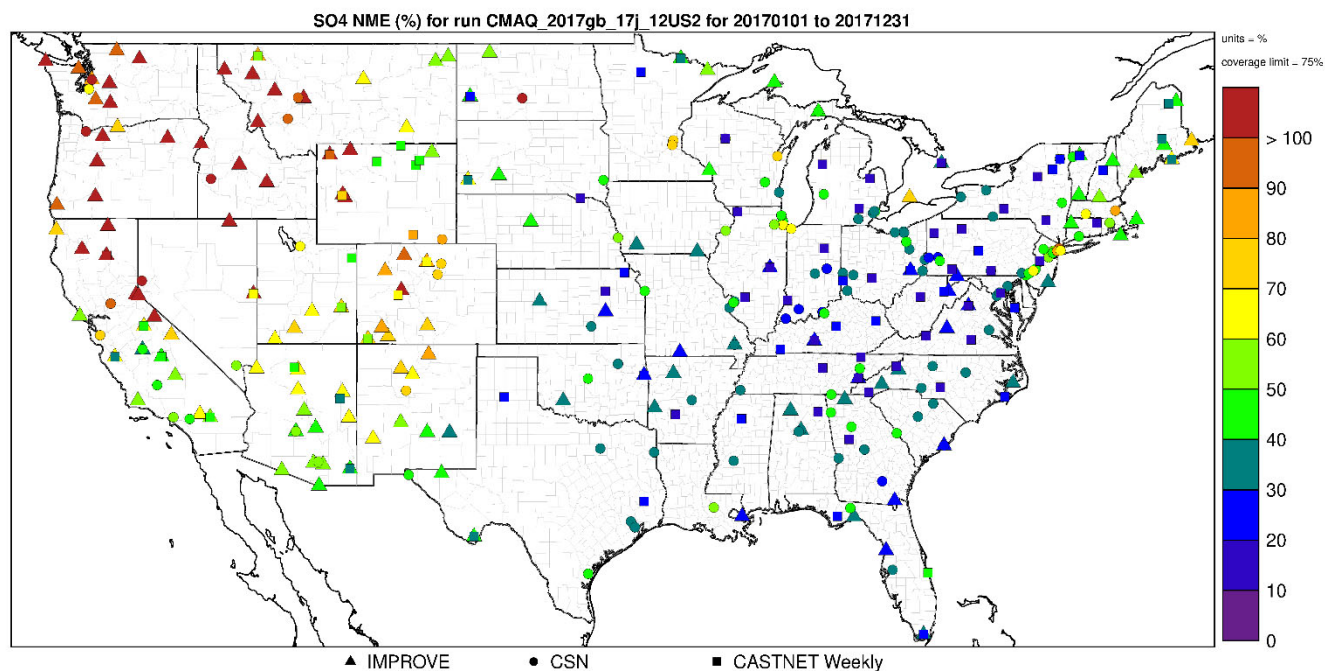 SO4 NME (%) for run CMAQ_2017gb_17j_12US2 for 20170101 to 20171231
units = %
coverage limit = 75%
> 100
90
80
70
60
50
40
30
20
10
0
IMPROVE CSN CASTNET Weekly